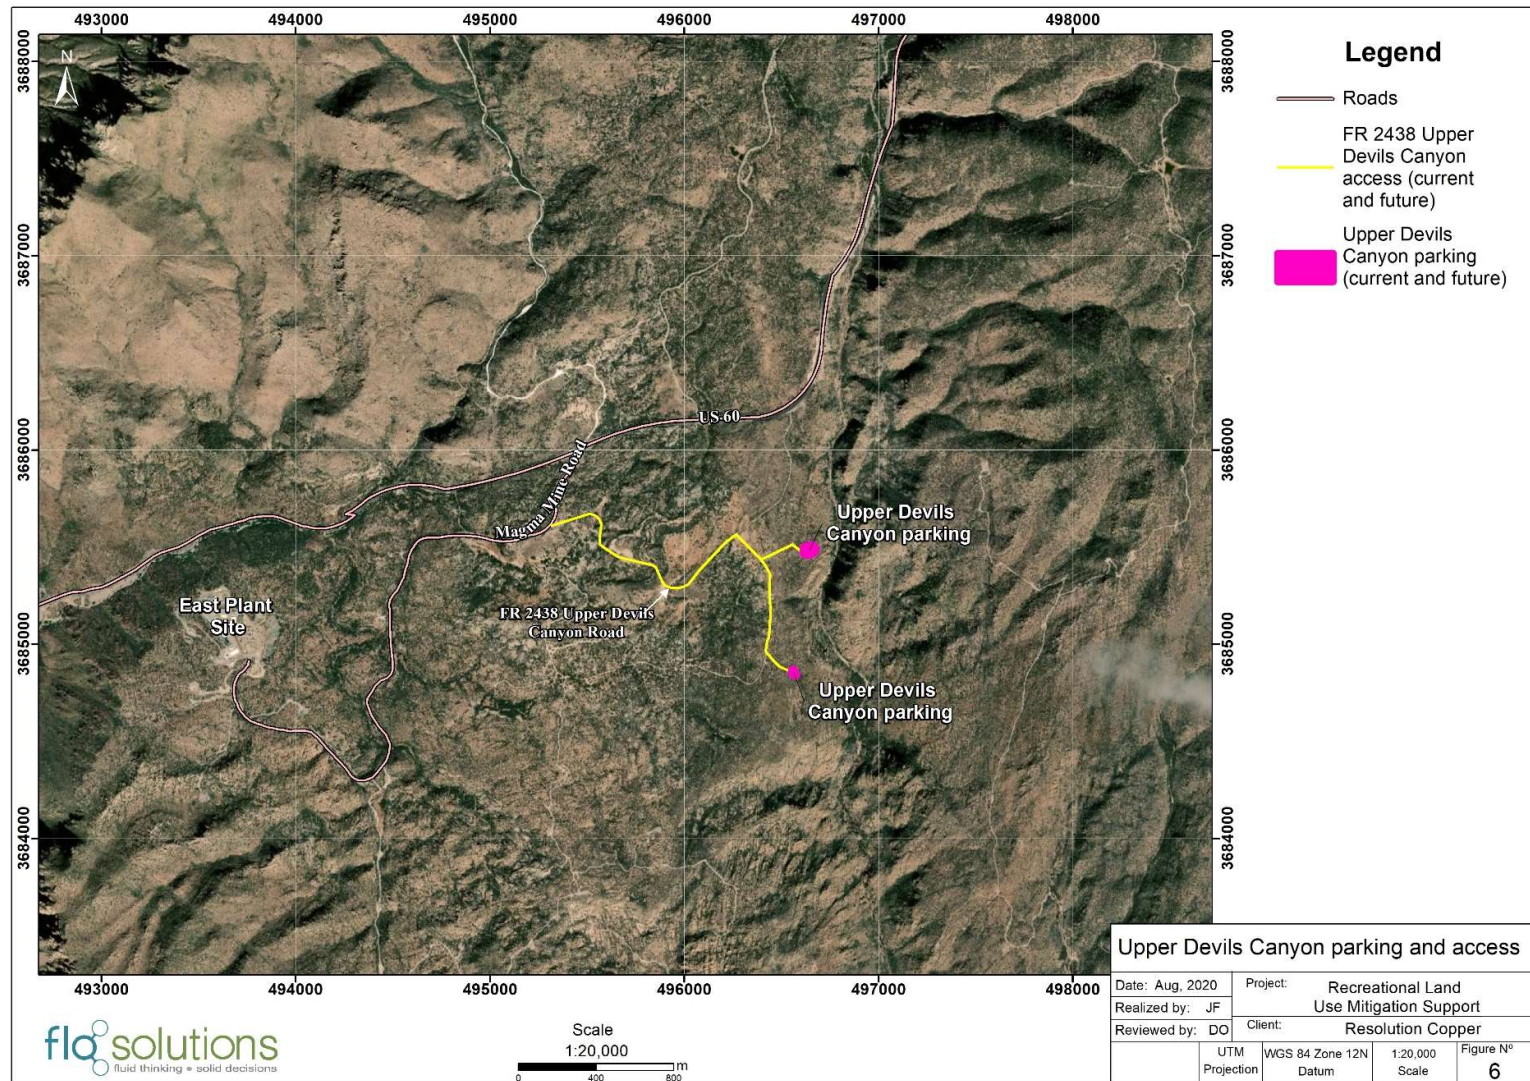 493000 494000 495000 496000 497000 498000
3688000
3687000
3686000
3685000
3684000
N
US-60
Magma Mine Road
Upper Devils
Canyon parking
East Plant
Site
FR 2438 Upper Devils
Canyon Road
Upper Devils
Canyon parking
3688000
3687000
3686000
3685000
3684000
493000 494000 495000 496000 497000 498000
Legend
Roads
FR 2438 Upper
Devils Canyon
access (current
and future)
Upper Devils
Canyon parking
(current and future)
flo solutions
fluid thinking • solid decisions
Scale
1:20,000
m
0 400 800
Upper Devils Canyon parking and access
Date: Aug, 2020
Realized by: JF
Reviewed by: DO
Project: Recreational Land
Use Mitigation Support
Client: Resolution Copper
UTM
Projection
WGS 84 Zone 12N
Datum
1:20,000
Scale
Figure Nº
6